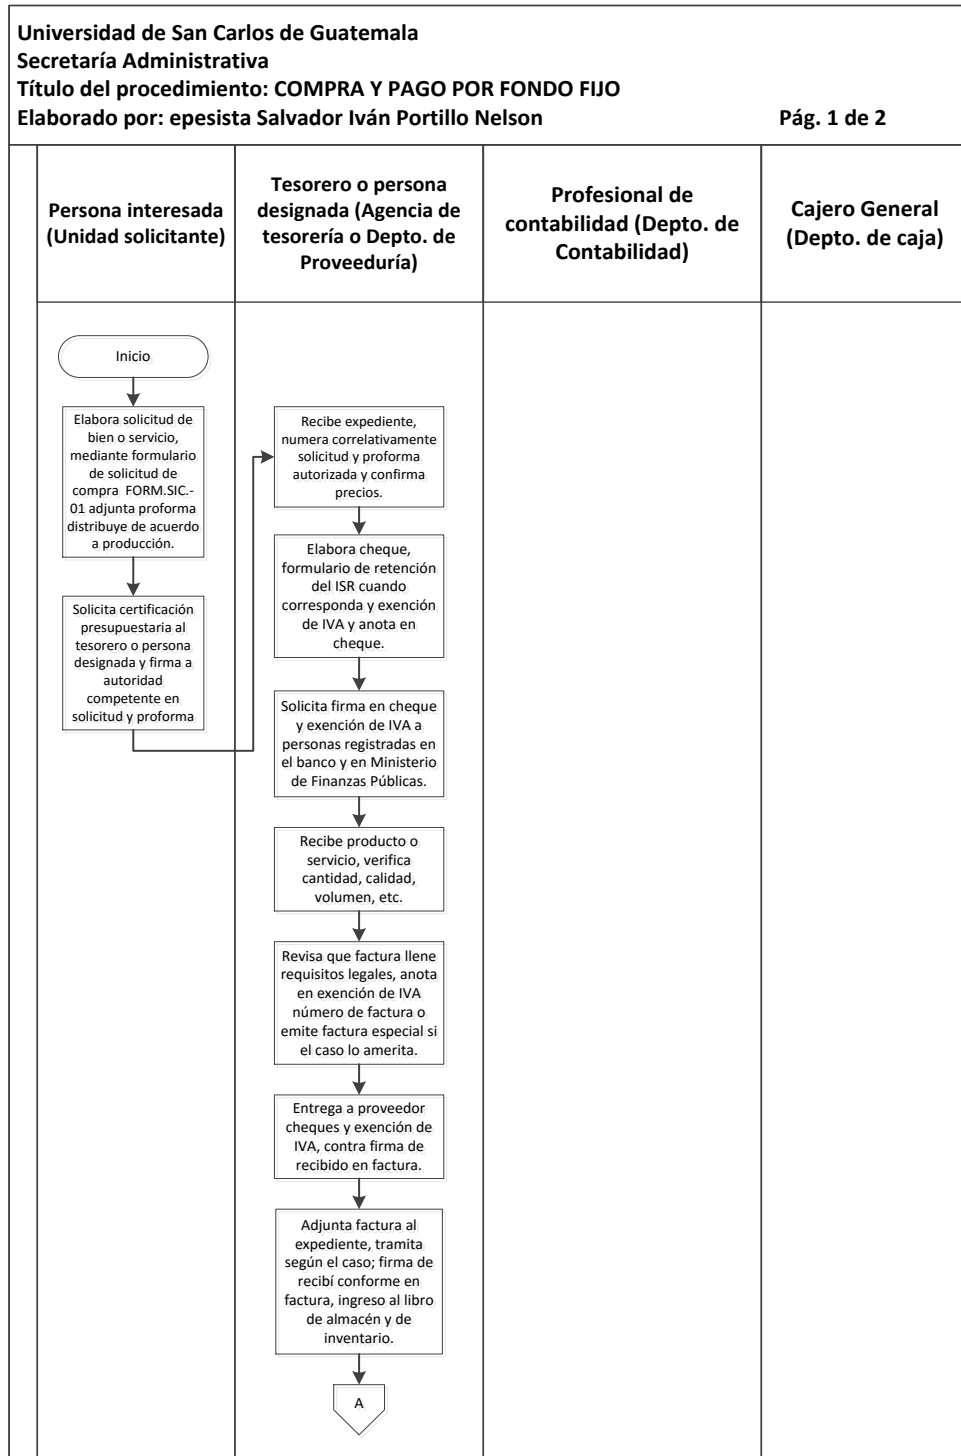 Universidad de San Carlos de Guatemala
Secretaría Administrativa
Título del procedimiento: COMPRA Y PAGO POR FONDO FIJO
Elaborado por: epesista Salvador Iván Portillo Nelson Pág. 1 de 2
Persona interesada
(Unidad solicitante)
Tesorero o persona
designada (Agencia de
tesorería o Depto. de
Proveeduría)
Profesional de
contabilidad (Depto. de
Contabilidad)
Cajero General
(Depto. de caja)
Inicio
Elabora solicitud de
bien o servicio,
mediante formulario
de solicitud de
compra FORM.SIC.-
01 adjunta proforma
distribuye de acuerdo
a producción.
Solicita certificación
presupuestaria al
tesorero o persona
designada y firma a
autoridad
competente en
solicitud y proforma
Recibe expediente,
numera correlativamente
solicitud y proforma
autorizada y confirma
precios.
Elabora cheque,
formulario de retención
del ISR cuando
corresponda y exención
de IVA y anota en
cheque.
Solicita firma en cheque
y exención de IVA a
personas registradas en
el banco y en Ministerio
de Finanzas Públicas.
Recibe producto o
servicio, verifica
cantidad, calidad,
volumen, etc.
Revisa que factura llene
requisitos legales, anota
en exención de IVA
número de factura o
emite factura especial si
el caso lo amerita.
Entrega a proveedor
cheques y exención de
IVA, contra firma de
recibido en factura.
Adjunta factura al
expediente, tramita
según el caso; firma de
recibí conforme en
factura, ingreso al libro
de almacén y de
inventario.
A